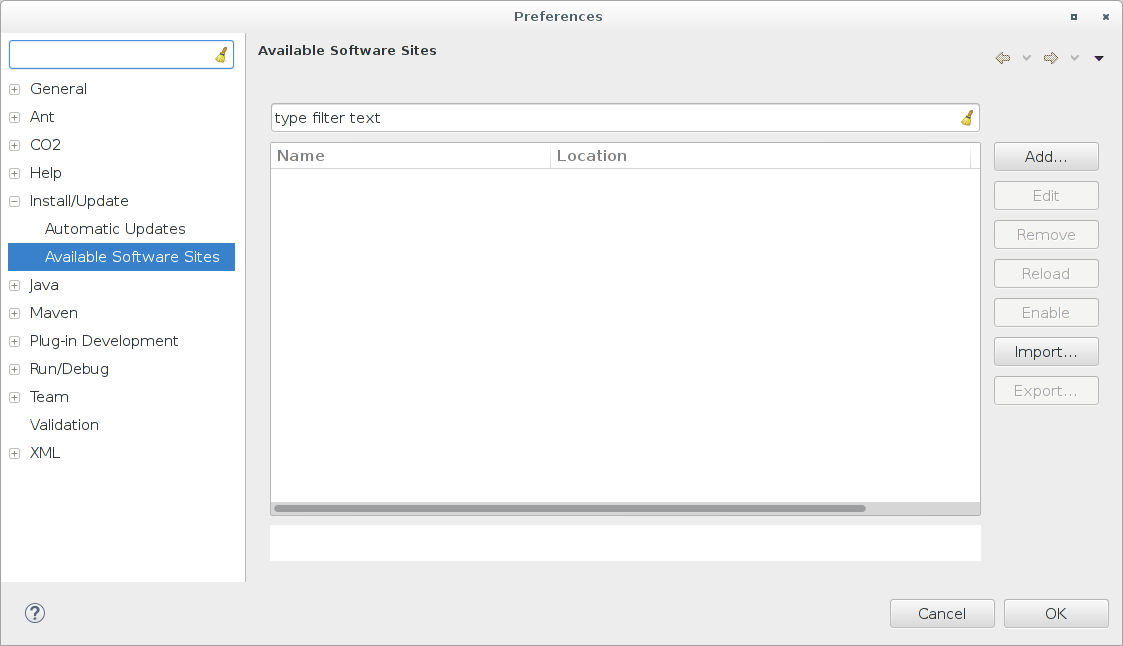 Preferences
Available Software Sites
General
Ant
CO2
Help
Install/Update
Automatic Updates
Available Software Sites
Java
Maven
Plug-in Development
Run/Debug
Team
Validation
XML
type filter text
Name Location
Add...
Edit
Remove
Reload
Enable
Import...
Export...
?
Cancel OK